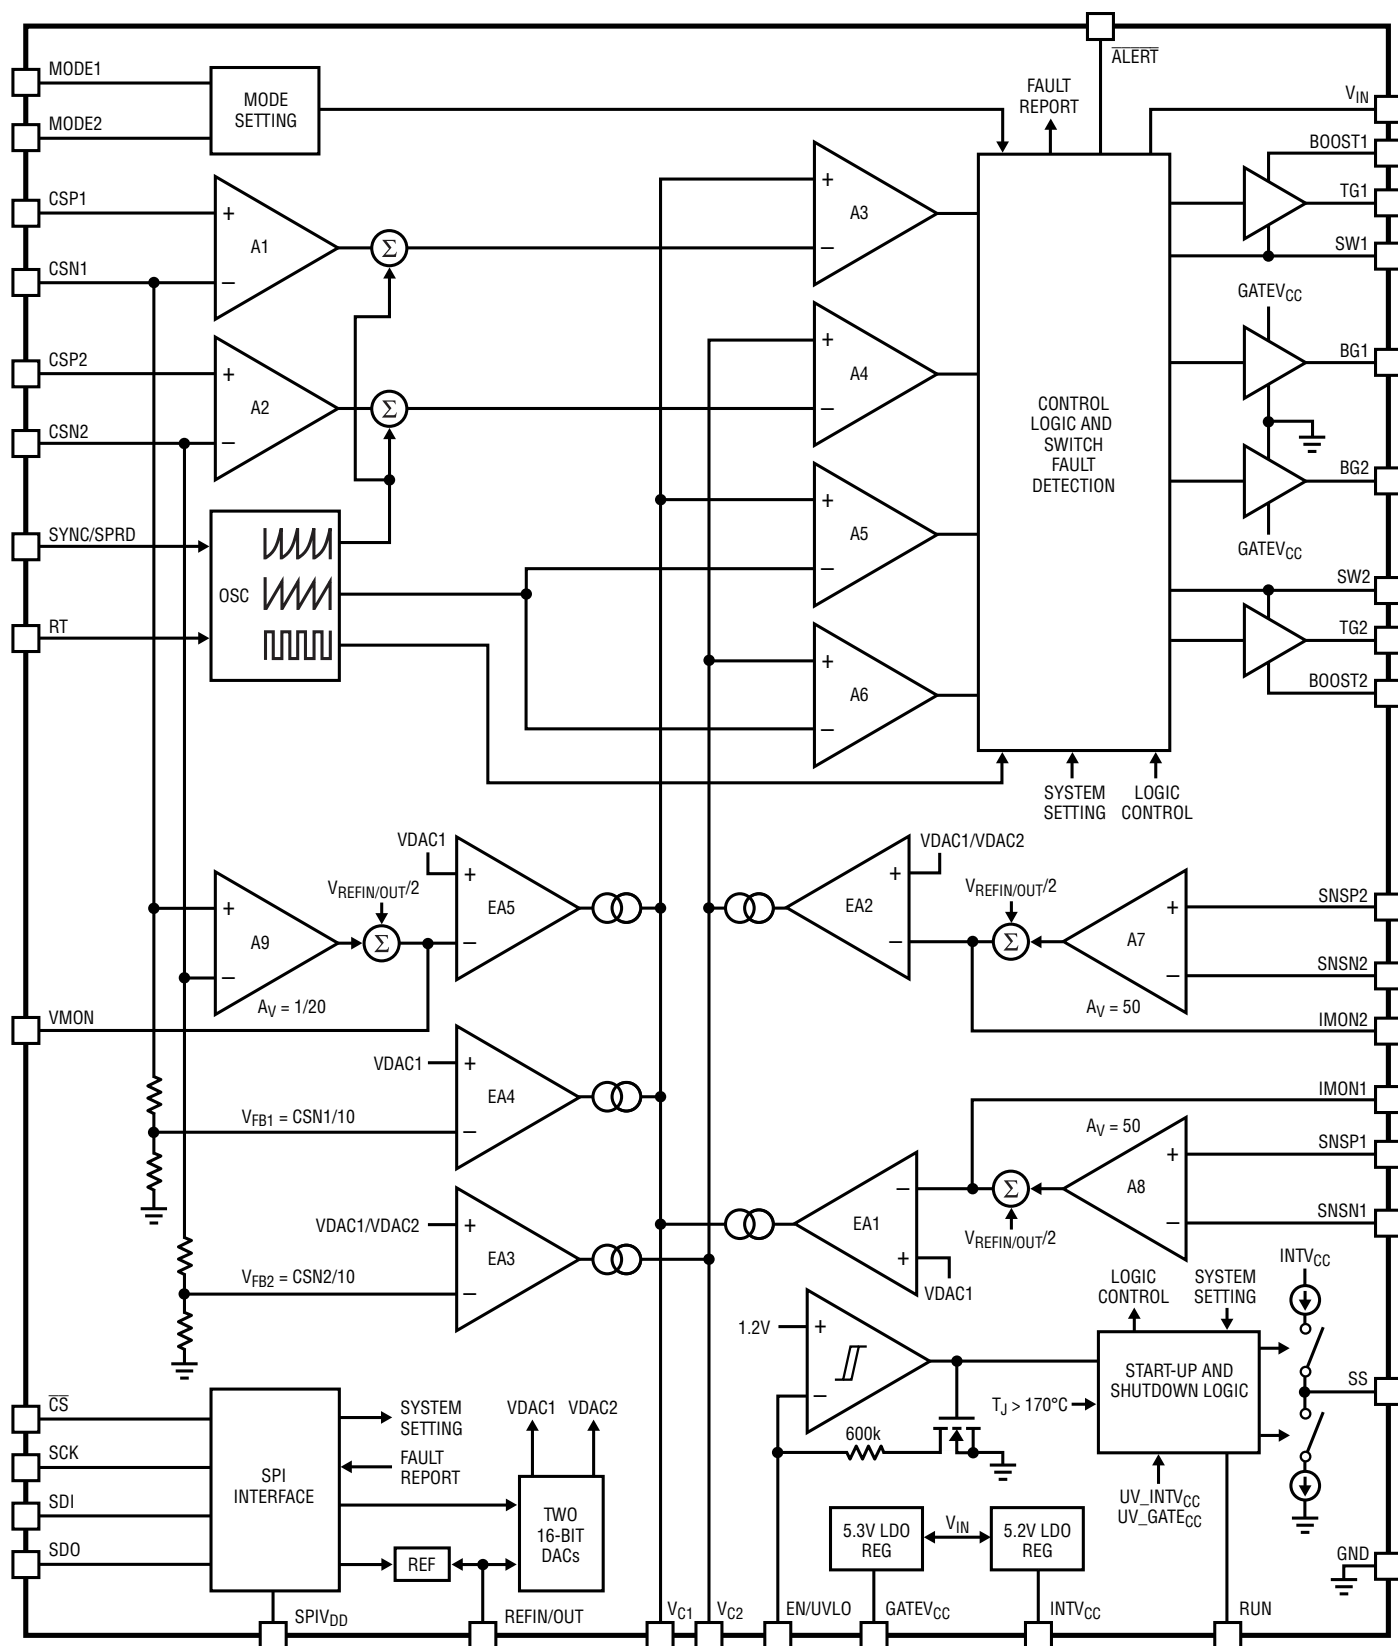 ALERT
MODE1
MODE
SETTING
MODE2
FAULT
REPORT
VIN
BOOST1
TG1
SW1
CSP1
+
A1
–
CSN1
Σ
+
A3
–
GATEVCC
BG1
CSP2
+
A2
–
CSN2
Σ
+
A4
–
CONTROL
LOGIC AND
SWITCH
FAULT
DETECTION
BG2
GATEVCC
SYNC/SPRD
OSC
RT
+
A5
–
SW2
TG2
BOOST2
+
A6
–
SYSTEM
SETTING
LOGIC
CONTROL
VDAC1
+
EA5
–
VREFIN/OUT/2
Σ
+
A9
–
AV = 1/20
VMON
VDAC1/VDAC2
+
EA2
–
VREFIN/OUT/2
Σ
+
A7
–
AV = 50
SNSP2
SNSN2
IMON2
VDAC1
+
EA4
–
VFB1 = CSN1/10
IMON1
AV = 50
+
A8
–
SNSP1
SNSN1
Σ
VREFIN/OUT/2
–
EA1
+
VDAC1
VDAC1/VDAC2
+
EA3
–
VFB2 = CSN2/10
1.2V
+
–
600k
LOGIC
CONTROL
SYSTEM
SETTING
INTVCC
START-UP AND
SHUTDOWN LOGIC
TJ > 170°C
UV_INTVCC
UV_GATECC
SS
CS
SCK
SDI
SDO
SPI
INTERFACE
SYSTEM
SETTING
FAULT
REPORT
VDAC1
VDAC2
TWO
16-BIT
DACs
REF
5.3V LDO
REG
VIN
5.2V LDO
REG
GND
SPIVDD
REFIN/OUT
VC1
VC2
EN/UVLO
GATEVCC
INTVCC
RUN